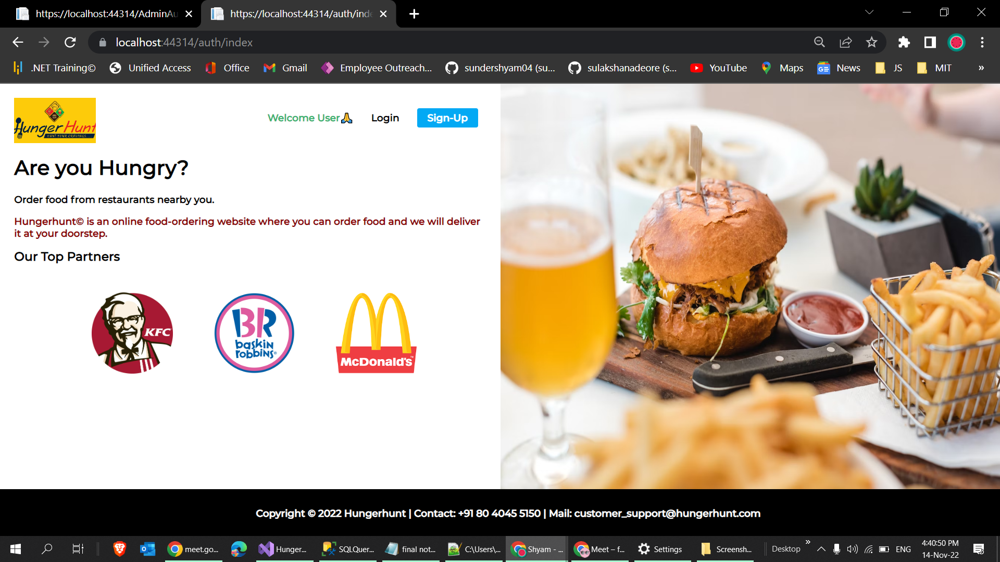 https://localhost:44314/AdminAu
https://localhost:44314/auth/inde
localhost:44314/auth/index
.NET Training©
Unified Access
Office
Gmail
Employee Outreach...
sundershyam04 (su...
sulakshanadeore (s...
YouTube
Maps
News
JS
MIT
»
HungerHunt
HUNT YOUR CRAVINGS.....
Welcome User🙏
Login
Sign-Up
Are you Hungry?
Order food from restaurants nearby you.
Hungerhunt© is an online food-ordering website where you can order food and we will deliver
it at your doorstep.
Our Top Partners
KFC
BR
baskin
robbins®
McDonald's™
Copyright © 2022 Hungerhunt | Contact: +91 80 4045 5150 | Mail: customer_support@hungerhunt.com
meet.go...
Hunger...
SQLQuer...
final not...
C:\Users\...
Shyam - ...
Meet – f...
Settings
Screensh...
Desktop
»
ENG
4:40:50 PM
14-Nov-22